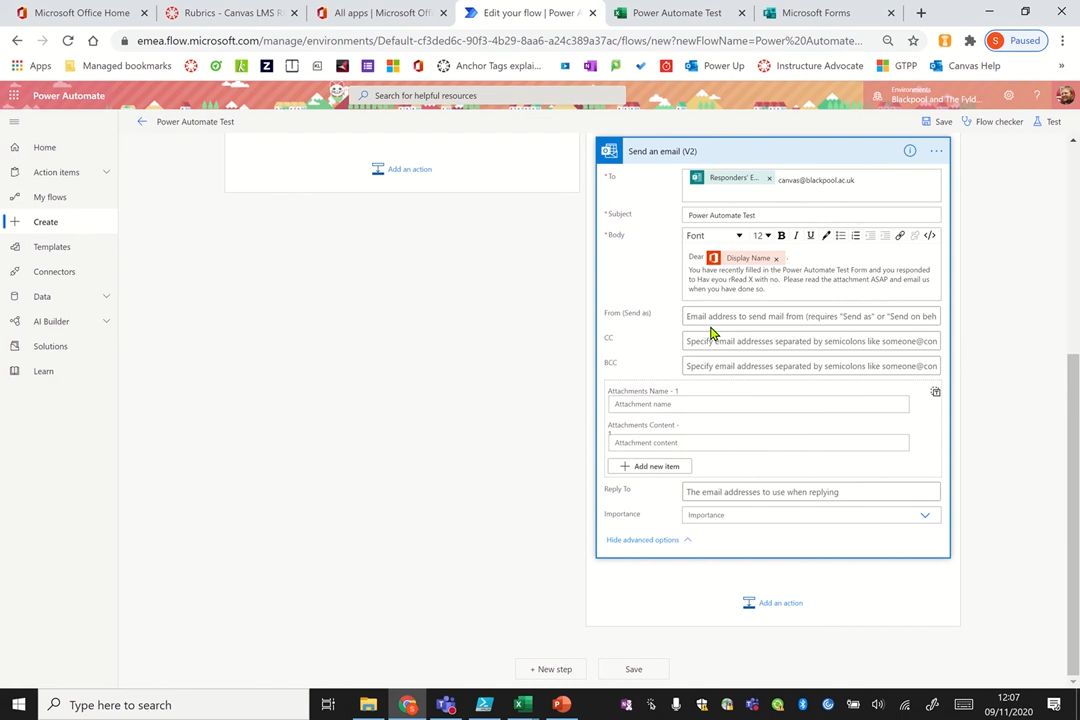 Microsoft Office Home
Rubrics - Canvas LMS R
All apps | Microsoft Offic
Edit your flow | Power A
Power Automate Test
Microsoft Forms
emea.flow.microsoft.com/manage/environments/Default-cf3ded6c-90f3-4b29-8aa6-a24c389a37ac/flows/new?newFlowName=Power%20Automate...
S Paused
Apps
Managed bookmarks
Anchor Tags explai...
Power Up
Instructure Advocate
GTPP
Canvas Help
»
Power Automate
Search for helpful resources
Environments
Blackpool and The Fyld...
Power Automate Test
Save
Flow checker
Test
Home
Action items
My flows
Create
Templates
Connectors
Data
AI Builder
Solutions
Learn
Add an action
Send an email (V2)
* To
Responders' E... × canvas@blackpool.ac.uk
* Subject
Power Automate Test
* Body
Font 12 B I U </>
Dear Display Name × ,
You have recently filled in the Power Automate Test Form and you responded
to Hav eyou rRead X with no. Please read the attachment ASAP and email us
when you have done so.
From (Send as)
Email address to send mail from (requires "Send as" or "Send on beh
CC
Specify email addresses separated by semicolons like someone@con
BCC
Specify email addresses separated by semicolons like someone@con
Attachments Name - 1
Attachment name
Attachments Content -
1
Attachment content
+ Add new item
Reply To
The email addresses to use when replying
Importance
Importance
Hide advanced options
Add an action
+ New step
Save
Type here to search
12:07
09/11/2020